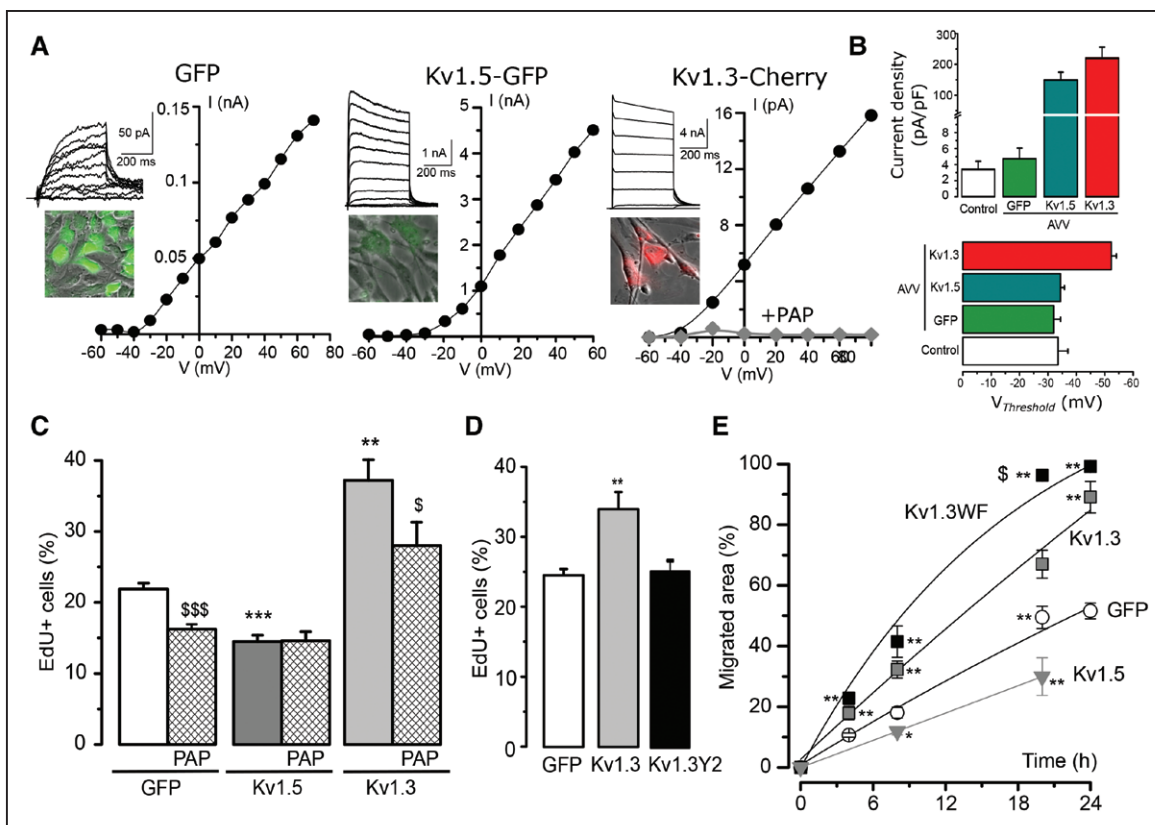 A
GFP
0.15
I (nA)
50 pA
200 ms
0.1
0.05
-60 -40 -20 0 20 40 60 80
V (mV)
Kv1.5-GFP
I (nA)
5
4
3
2
1
1 nA
200 ms
-60 -40 -20 0 20 40 60
V (mV)
Kv1.3-Cherry
I (pA)
16
12
8
4 nA
200 ms
+PAP
-60 -40 -20 0 20 40
V (mV)
B
Current density
(pA/pF)
300
200
100
8
6
4
2
0
Control GFP Kv1.5 Kv1.3
AVV
Kv1.3
Kv1.5
GFP
Control
AVV
0 -10 -20 -30 -40 -50 -60
VThreshold (mV)
C
EdU+ cells (%)
40
30
20
10
0
$$$
***
**
$
PAP PAP PAP
GFP Kv1.5 Kv1.3
D
EdU+ cells (%)
40
30
20
10
0
**
GFP Kv1.3 Kv1.3Y2
E
Migrated area (%)
100
80
60
40
20
0
$ ** **
**
Kv1.3WF
Kv1.3
**
GFP
**
**
** **
Kv1.5
**
*
Time (h)
0 6 12 18 24